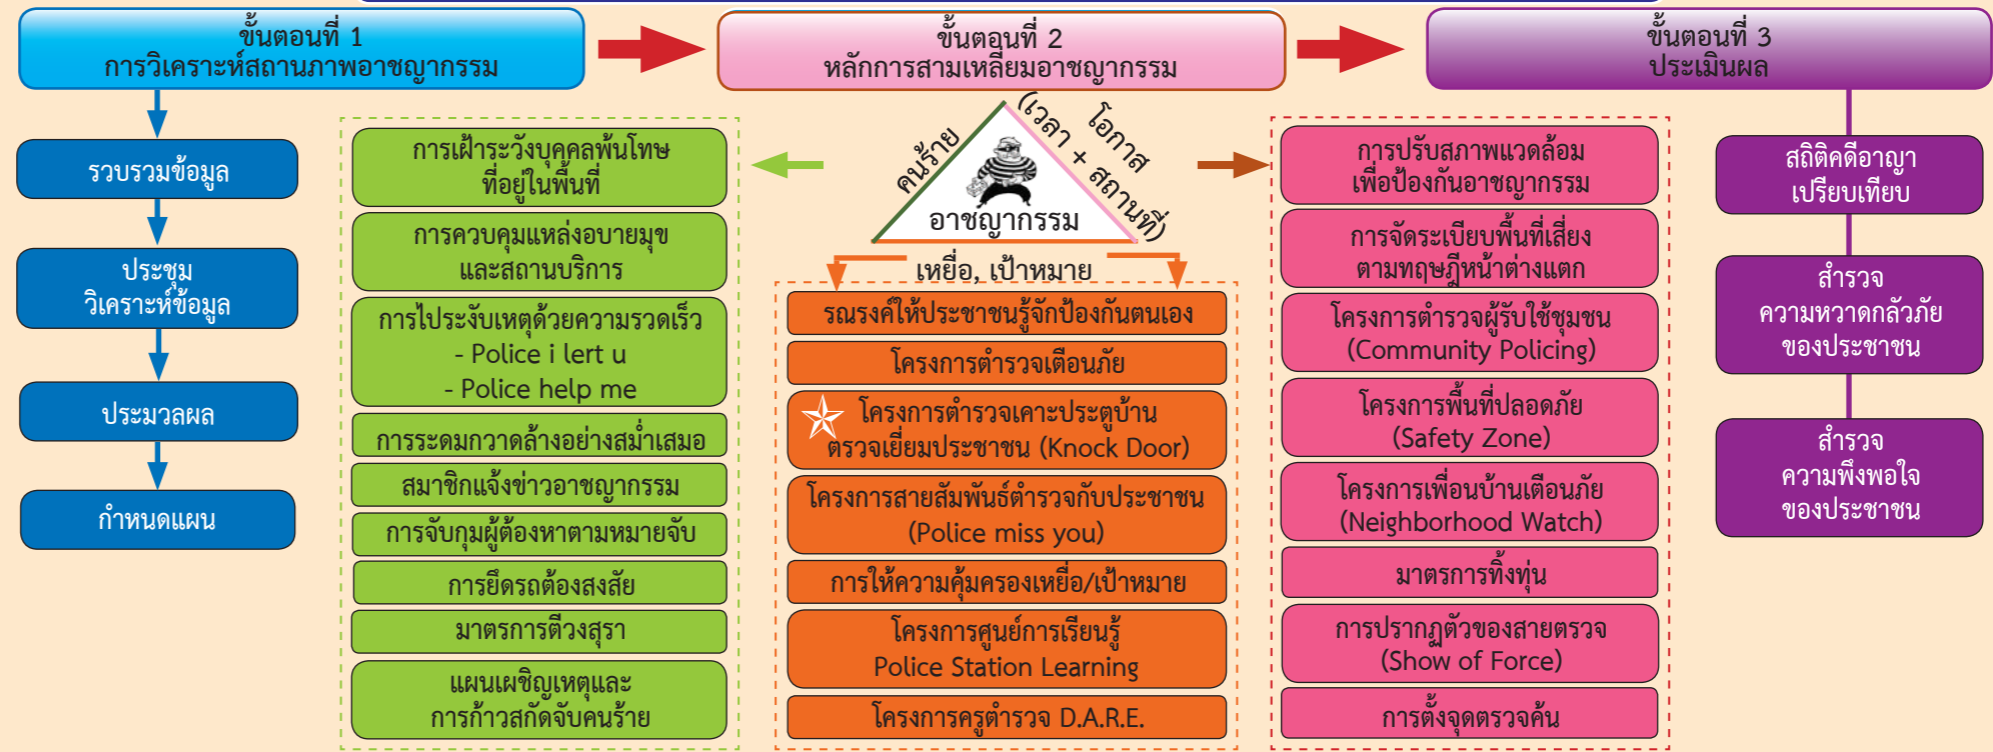 ขั้นตอนที่ 1
การวิเคราะห์สถานภาพอาชญากรรม
รวบรวมข้อมูล
ประชุม
วิเคราะห์ข้อมูล
ประมวลผล
กำหนดแผน
ขั้นตอนที่ 2
หลักการสามเหลี่ยมอาชญากรรม
คนร้าย
โอกาส
(เวลา + สถานที่)
อาชญากรรม
เหยื่อ, เป้าหมาย
การเฝ้าระวังบุคคลพ้นโทษ
ที่อยู่ในพื้นที่
การควบคุมแหล่งอบายมุข
และสถานบริการ
การไประงับเหตุด้วยความรวดเร็ว
- Police i lert u
- Police help me
การระดมกวาดล้างอย่างสม่ำเสมอ
สมาชิกแจ้งข่าวอาชญากรรม
การจับกุมผู้ต้องหาตามหมายจับ
การยึดรถต้องสงสัย
มาตรการตีวงสุรา
แผนเผชิญเหตุและ
การก้าวสกัดจับคนร้าย
รณรงค์ให้ประชาชนรู้จักป้องกันตนเอง
โครงการตำรวจเตือนภัย
โครงการตำรวจเคาะประตูบ้าน
ตรวจเยี่ยมประชาชน (Knock Door)
โครงการสายสัมพันธ์ตำรวจกับประชาชน
(Police miss you)
การให้ความคุ้มครองเหยื่อ/เป้าหมาย
โครงการศูนย์การเรียนรู้
Police Station Learning
โครงการครูตำรวจ D.A.R.E.
การปรับสภาพแวดล้อม
เพื่อป้องกันอาชญากรรม
การจัดระเบียบพื้นที่เสี่ยง
ตามทฤษฎีหน้าต่างแตก
โครงการตำรวจผู้รับใช้ชุมชน
(Community Policing)
โครงการพื้นที่ปลอดภัย
(Safety Zone)
โครงการเพื่อนบ้านเตือนภัย
(Neighborhood Watch)
มาตรการทิ้งทุ่น
การปรากฏตัวของสายตรวจ
(Show of Force)
การตั้งจุดตรวจค้น
ขั้นตอนที่ 3
ประเมินผล
สถิติคดีอาญา
เปรียบเทียบ
สำรวจ
ความหวาดกลัวภัย
ของประชาชน
สำรวจ
ความพึงพอใจ
ของประชาชน